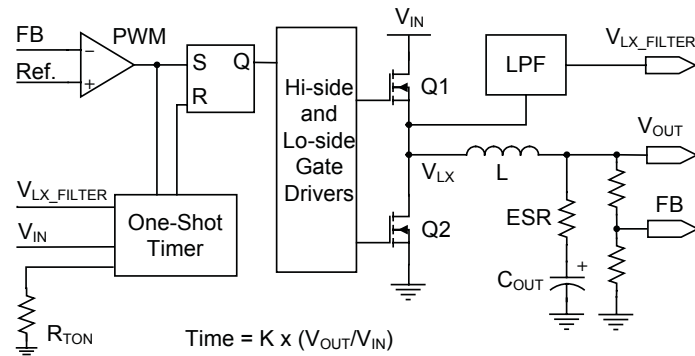 FB
PWM
Ref.
S
Q
R
Hi-side
and
Lo-side
Gate
Drivers
V_IN
Q1
LPF
V_LX_FILTER
V_OUT
V_LX
L
FB
ESR
Q2
+
C_OUT
V_LX_FILTER
V_IN
One-Shot
Timer
R_TON
Time = K x (V_OUT/V_IN)